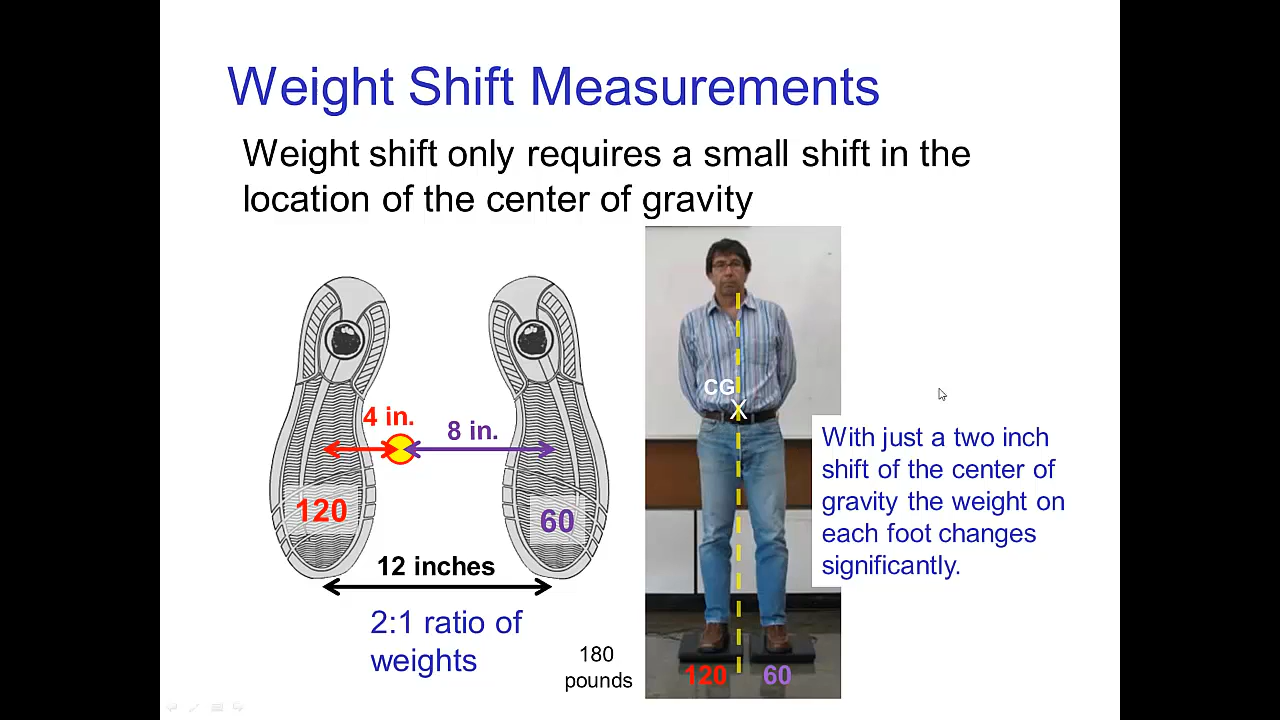 Weight Shift Measurements
Weight shift only requires a small shift in the
location of the center of gravity
4 in.
8 in.
120
60
12 inches
2:1 ratio of
weights
180
pounds
CG
X
120
60
With just a two inch
shift of the center of
gravity the weight on
each foot changes
significantly.